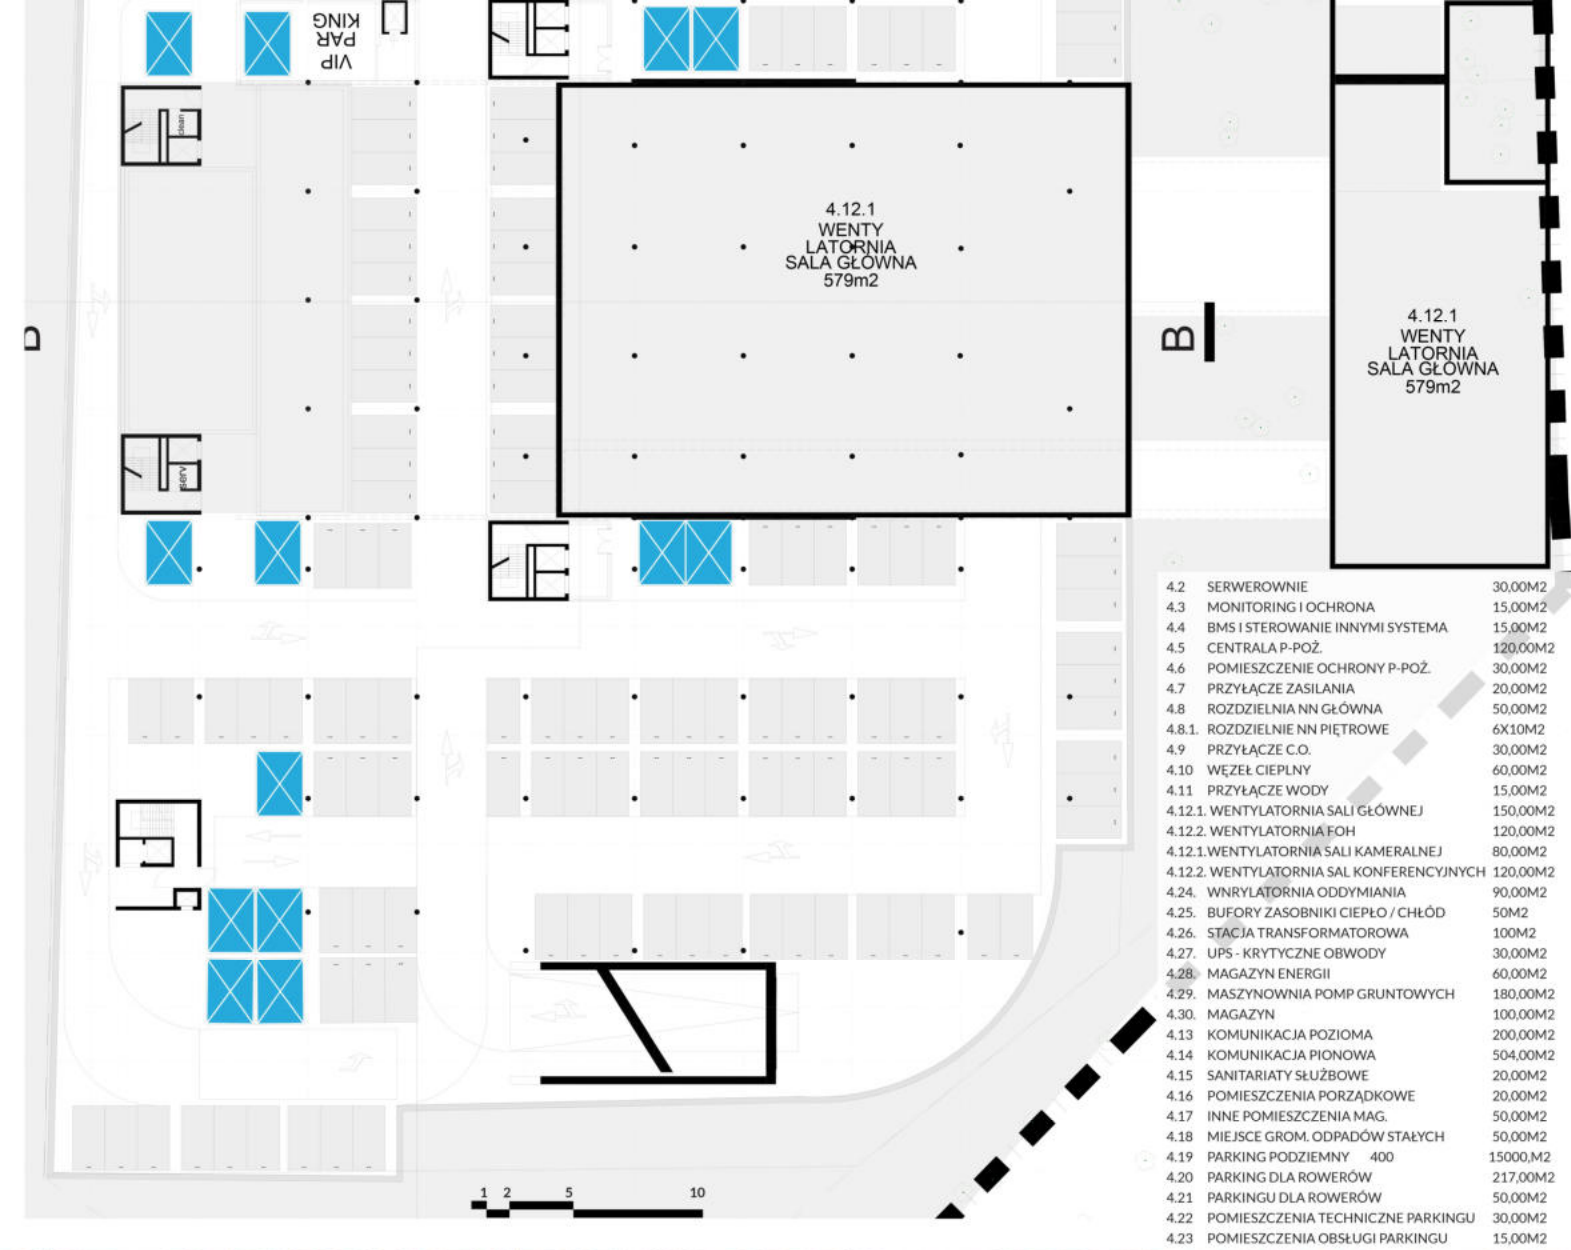 VIP
PAR
KING
clean
4.12.1
WENTY
LATORNIA
SALA GŁÓWNA
579m2
B
B
4.12.1
WENTY
LATORNIA
SALA GŁÓWNA
579m2
serv
4.2 SERWEROWNIE 30,00M2
4.3 MONITORING I OCHRONA 15,00M2
4.4 BMS I STEROWANIE INNYMI SYSTEMA 15,00M2
4.5 CENTRALA P-POŻ. 120,00M2
4.6 POMIESZCZENIE OCHRONY P-POŻ. 30,00M2
4.7 PRZYŁĄCZE ZASILANIA 20,00M2
4.8 ROZDZIELNIA NN GŁÓWNA 50,00M2
4.8.1. ROZDZIELNIE NN PIĘTROWE 6X10M2
4.9 PRZYŁĄCZE C.O. 30,00M2
4.10 WĘZEŁ CIEPLNY 60,00M2
4.11 PRZYŁĄCZE WODY 15,00M2
4.12.1. WENTYLATORNIA SALI GŁÓWNEJ 150,00M2
4.12.2. WENTYLATORNIA FOH 120,00M2
4.12.1.WENTYLATORNIA SALI KAMERALNEJ 80,00M2
4.12.2. WENTYLATORNIA SAL KONFERENCYJNYCH 120,00M2
4.24. WNRYLATORNIA ODDYMIANIA 90,00M2
4.25. BUFORY ZASOBNIKI CIEPŁO / CHŁÓD 50M2
4.26. STACJA TRANSFORMATOROWA 100M2
4.27. UPS - KRYTYCZNE OBWODY 30,00M2
4.28. MAGAZYN ENERGII 60,00M2
4.29. MASZYNOWNIA POMP GRUNTOWYCH 180,00M2
4.30. MAGAZYN 100,00M2
4.13 KOMUNIKACJA POZIOMA 200,00M2
4.14 KOMUNIKACJA PIONOWA 504,00M2
4.15 SANITARIATY SŁUŻBOWE 20,00M2
4.16 POMIESZCZENIA PORZĄDKOWE 20,00M2
4.17 INNE POMIESZCZENIA MAG. 50,00M2
4.18 MIEJSCE GROM. ODPADÓW STAŁYCH 50,00M2
4.19 PARKING PODZIEMNY 400 15000,M2
4.20 PARKING DLA ROWERÓW 217,00M2
4.21 PARKINGU DLA ROWERÓW 50,00M2
4.22 POMIESZCZENIA TECHNICZNE PARKINGU 30,00M2
4.23 POMIESZCZENIA OBSŁUGI PARKINGU 15,00M2
1 2 5 10